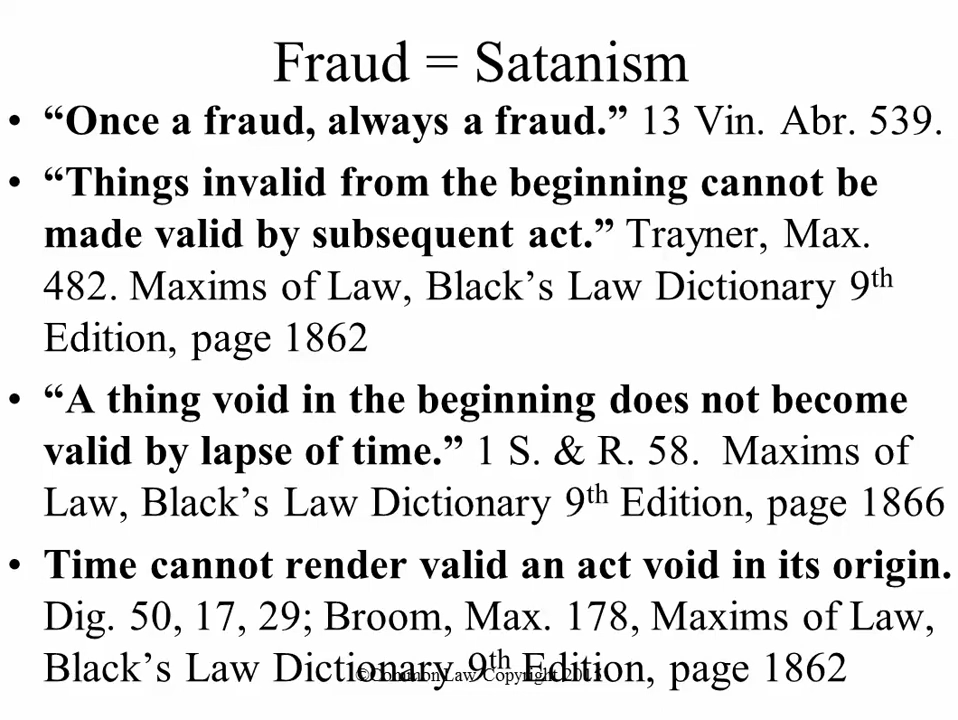 Fraud = Satanism
• “Once a fraud, always a fraud.” 13 Vin. Abr. 539.
• “Things invalid from the beginning cannot be
made valid by subsequent act.” Trayner, Max.
482. Maxims of Law, Black’s Law Dictionary 9th
Edition, page 1862
• “A thing void in the beginning does not become
valid by lapse of time.” 1 S. & R. 58.  Maxims of
Law, Black’s Law Dictionary 9th Edition, page 1866
• Time cannot render valid an act void in its origin.
Dig. 50, 17, 29; Broom, Max. 178, Maxims of Law,
Black’s Law Dictionary 9th Edition, page 1862
©Common Law Copyright